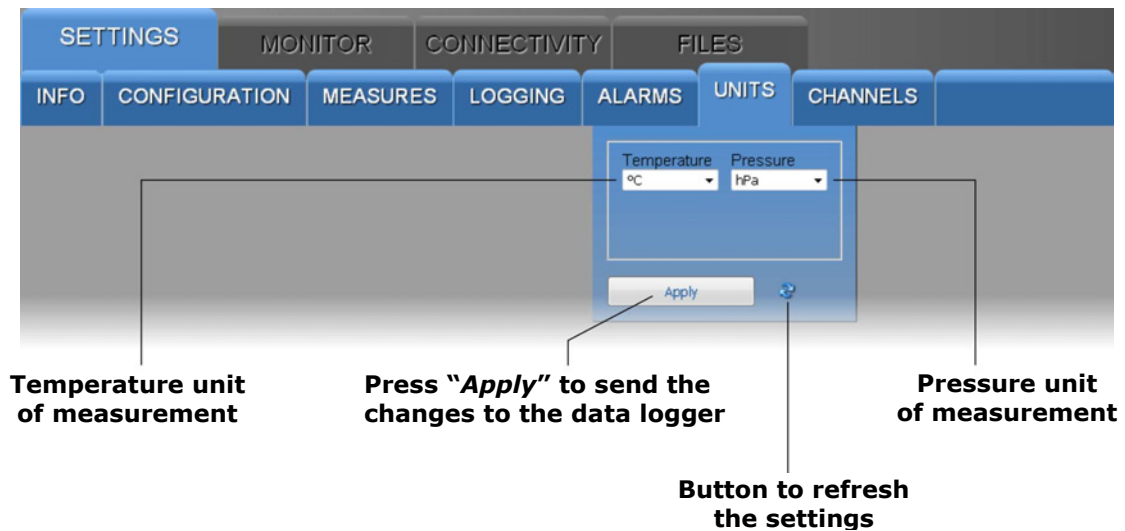 SETTINGS MONITOR CONNECTIVITY FILES
INFO CONFIGURATION MEASURES LOGGING ALARMS UNITS CHANNELS
Temperature Pressure
ºC hPa
Apply
Temperature unit
of measurement
Press “Apply” to send the
changes to the data logger
Pressure unit
of measurement
Button to refresh
the settings